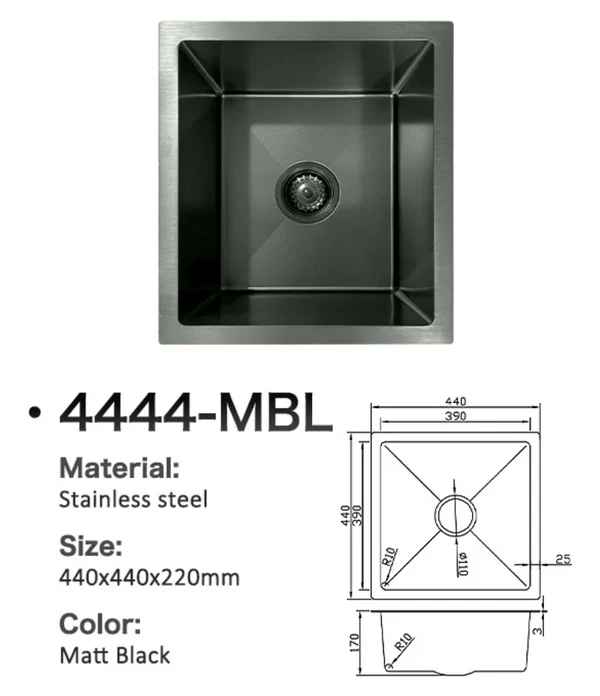 • 4444-MBL
Material:
Stainless steel
Size:
440x440x220mm
Color:
Matt Black
440
390
440
390
R10
ø110
25
3
170
R10